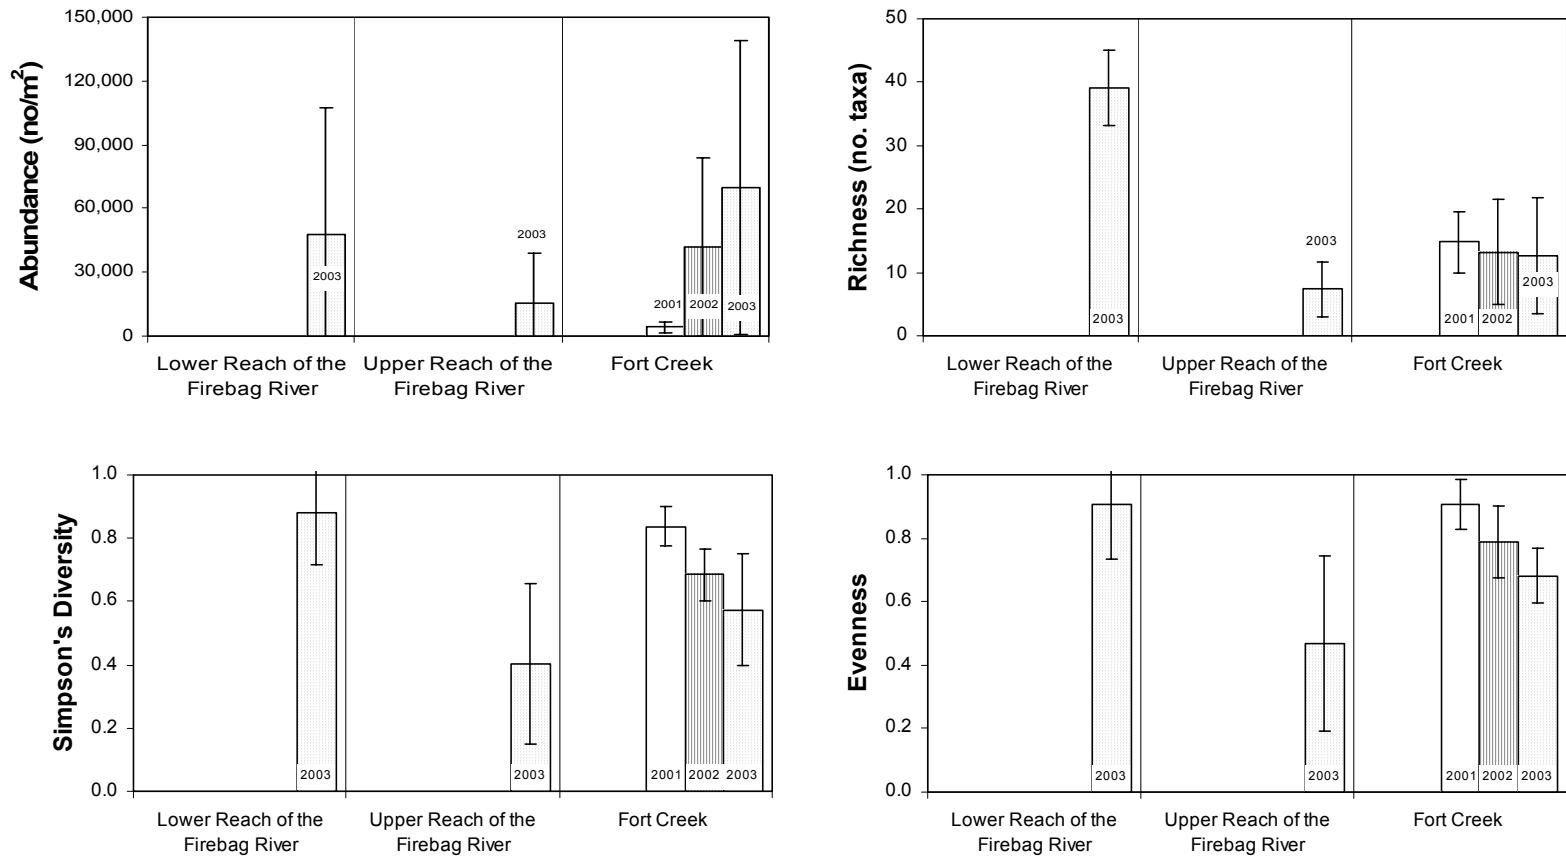 Abundance (no/m²)
150,000
120,000
90,000
60,000
30,000
0
2003
2003
2001
2002
2003
Lower Reach of the
Firebag River
Upper Reach of the
Firebag River
Fort Creek
Richness (no. taxa)
50
40
30
20
10
0
2003
2003
2001
2002
2003
Lower Reach of the
Firebag River
Upper Reach of the
Firebag River
Fort Creek
Simpson's Diversity
1.0
0.8
0.6
0.4
0.2
0.0
2003
2003
2001
2002
2003
Lower Reach of the
Firebag River
Upper Reach of the
Firebag River
Fort Creek
Evenness
1.0
0.8
0.6
0.4
0.2
0.0
2003
2003
2001
2002
2003
Lower Reach of the
Firebag River
Upper Reach of the
Firebag River
Fort Creek